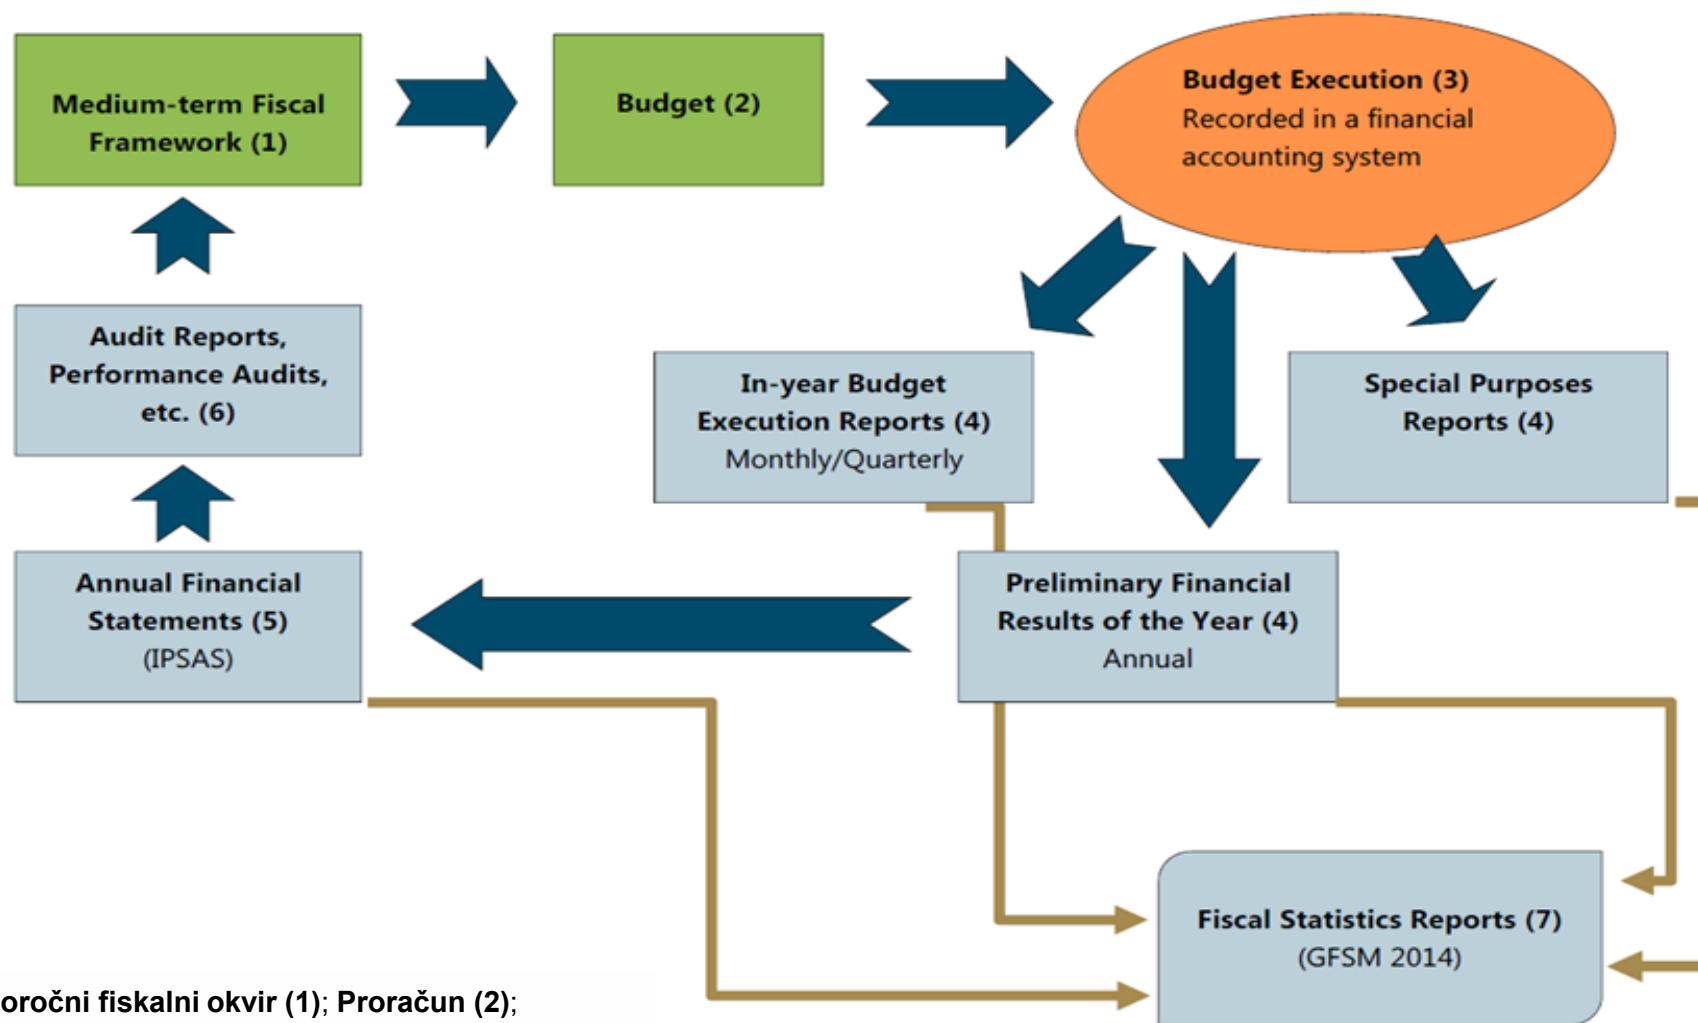 Medium-term Fiscal
Framework (1)
Budget (2)
Budget Execution (3)
Recorded in a financial
accounting system
Audit Reports,
Performance Audits,
etc. (6)
In-year Budget
Execution Reports (4)
Monthly/Quarterly
Special Purposes
Reports (4)
Annual Financial
Statements (5)
(IPSAS)
Preliminary Financial
Results of the Year (4)
Annual
Fiscal Statistics Reports (7)
(GFSM 2014)
oročni fiskalni okvir (1); Proračun (2);